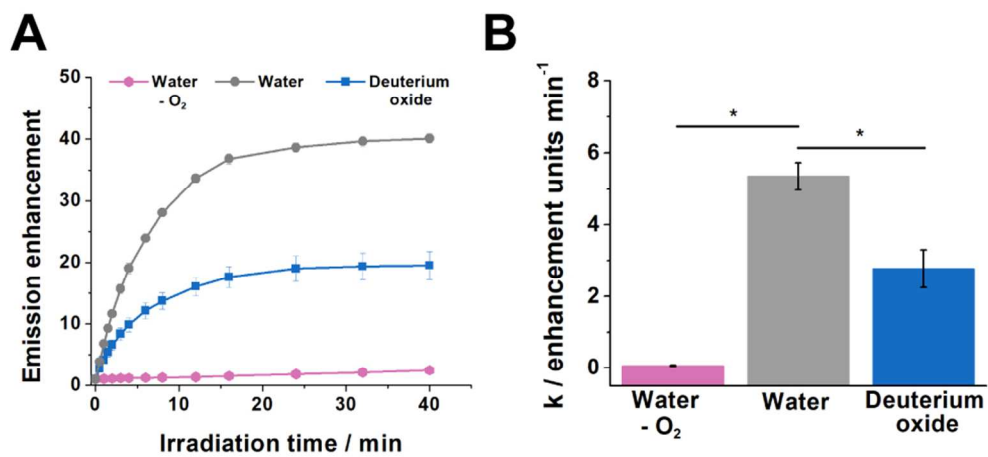 A
50
40
30
20
10
0
Emission enhancement
Water
- O₂
Water
Deuterium
oxide
0
10
20
30
40
Irradiation time / min
B
8
6
4
2
0
k / enhancement units min⁻¹
*
*
Water
- O₂
Water
Deuterium
oxide